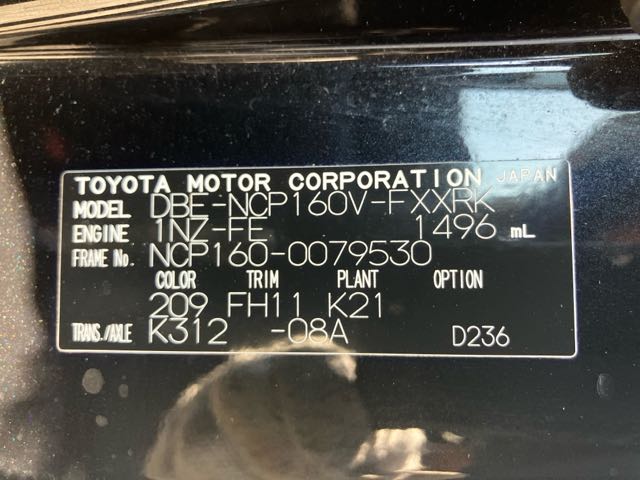 TOYOTA MOTOR CORPORATION JAPAN
MODEL DBE-NCP160V-FXXRK
ENGINE 1NZ-FE 1496 mL
FRAME No. NCP160-0079530
COLOR TRIM PLANT OPTION
209 FH11 K21
TRANS./AXLE K312 -08A D236